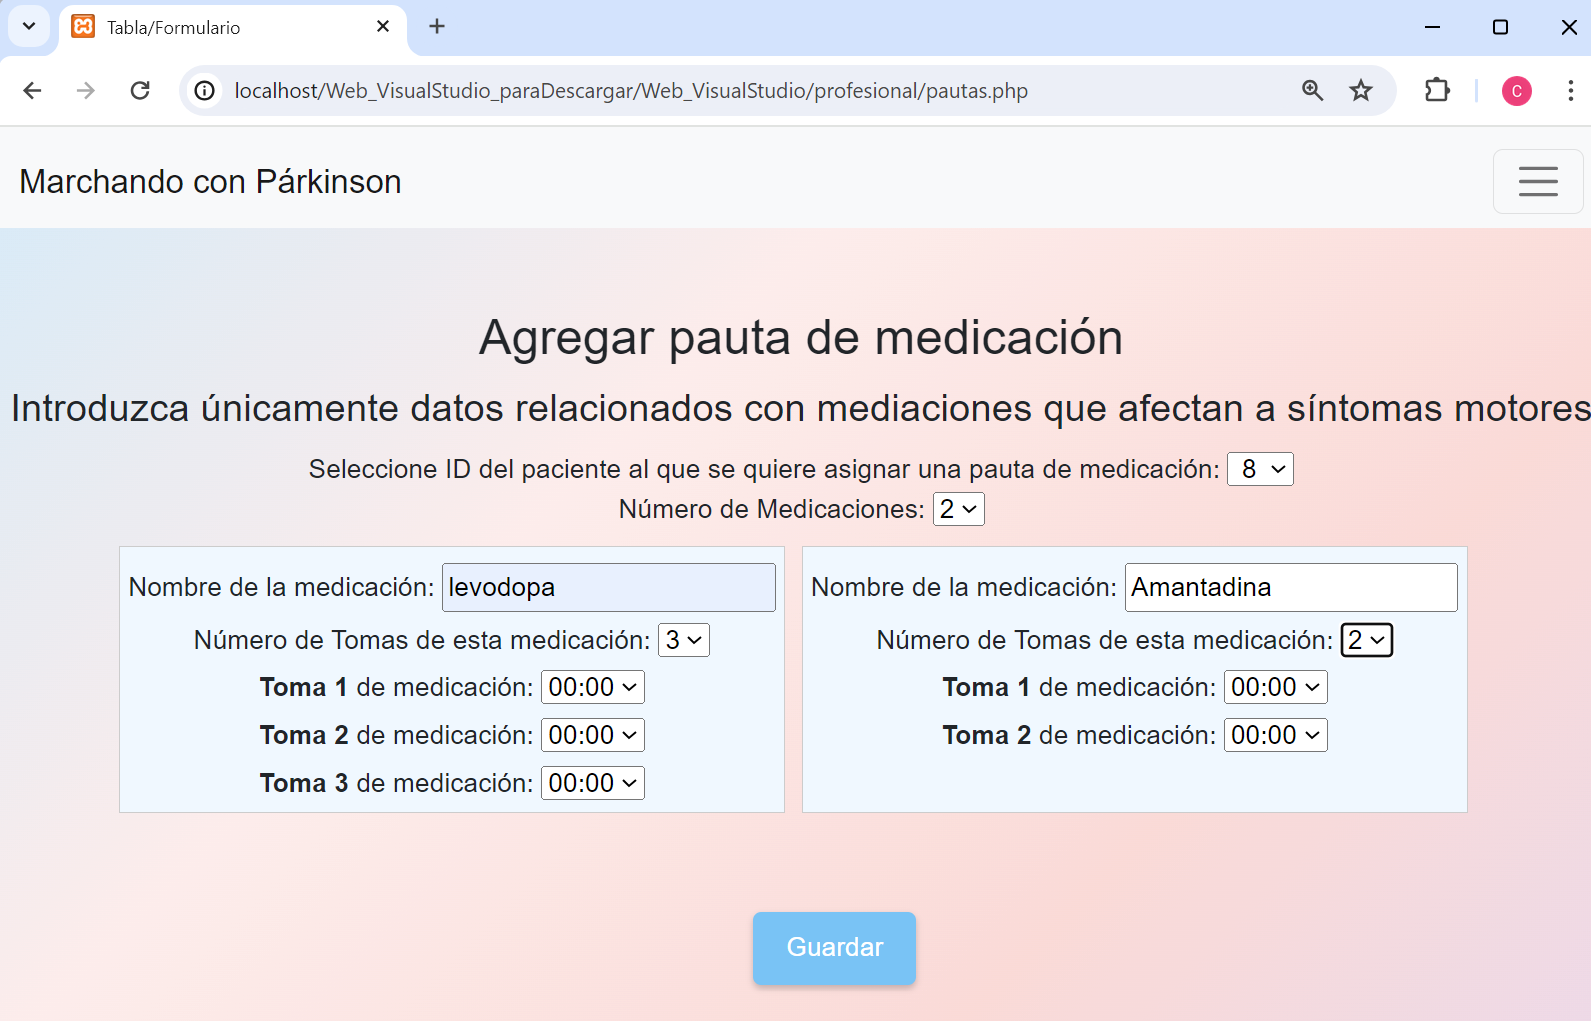 Tabla/Formulario
localhost/Web_VisualStudio_paraDescargar/Web_VisualStudio/profesional/pautas.php
C
Marchando con Párkinson
Agregar pauta de medicación
Introduzca únicamente datos relacionados con mediaciones que afectan a síntomas motores
Seleccione ID del paciente al que se quiere asignar una pauta de medicación: 8
Número de Medicaciones: 2
Nombre de la medicación: levodopa
Número de Tomas de esta medicación: 3
Toma 1 de medicación: 00:00
Toma 2 de medicación: 00:00
Toma 3 de medicación: 00:00
Nombre de la medicación: Amantadina
Número de Tomas de esta medicación: 2
Toma 1 de medicación: 00:00
Toma 2 de medicación: 00:00
Guardar